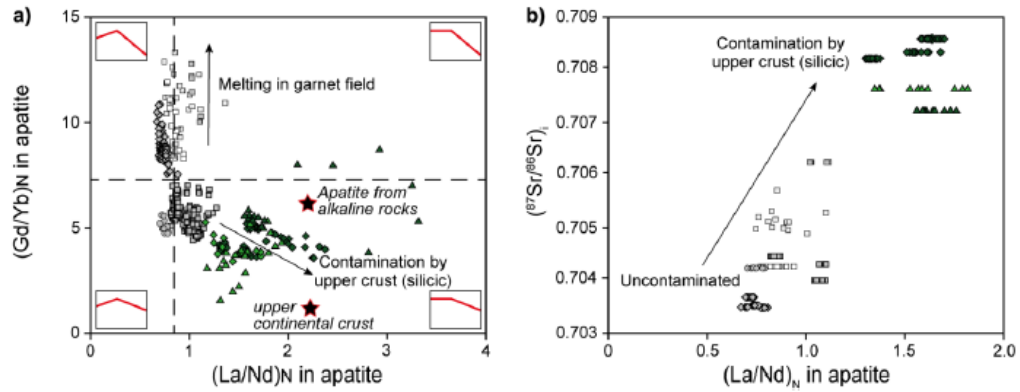 a)
15
10
5
0
(Gd/Yb)N in apatite
Melting in garnet field
Apatite from
alkaline rocks
Contamination by
upper crust (silicic)
upper
continental crust
0
1
2
3
4
(La/Nd)N in apatite
b)
0.709
0.708
0.707
0.706
0.705
0.704
0.703
(⁸⁷Sr/⁸⁶Sr)i
Contamination by
upper crust (silicic)
Uncontaminated
0
0.5
1.0
1.5
2.0
(La/Nd)N in apatite